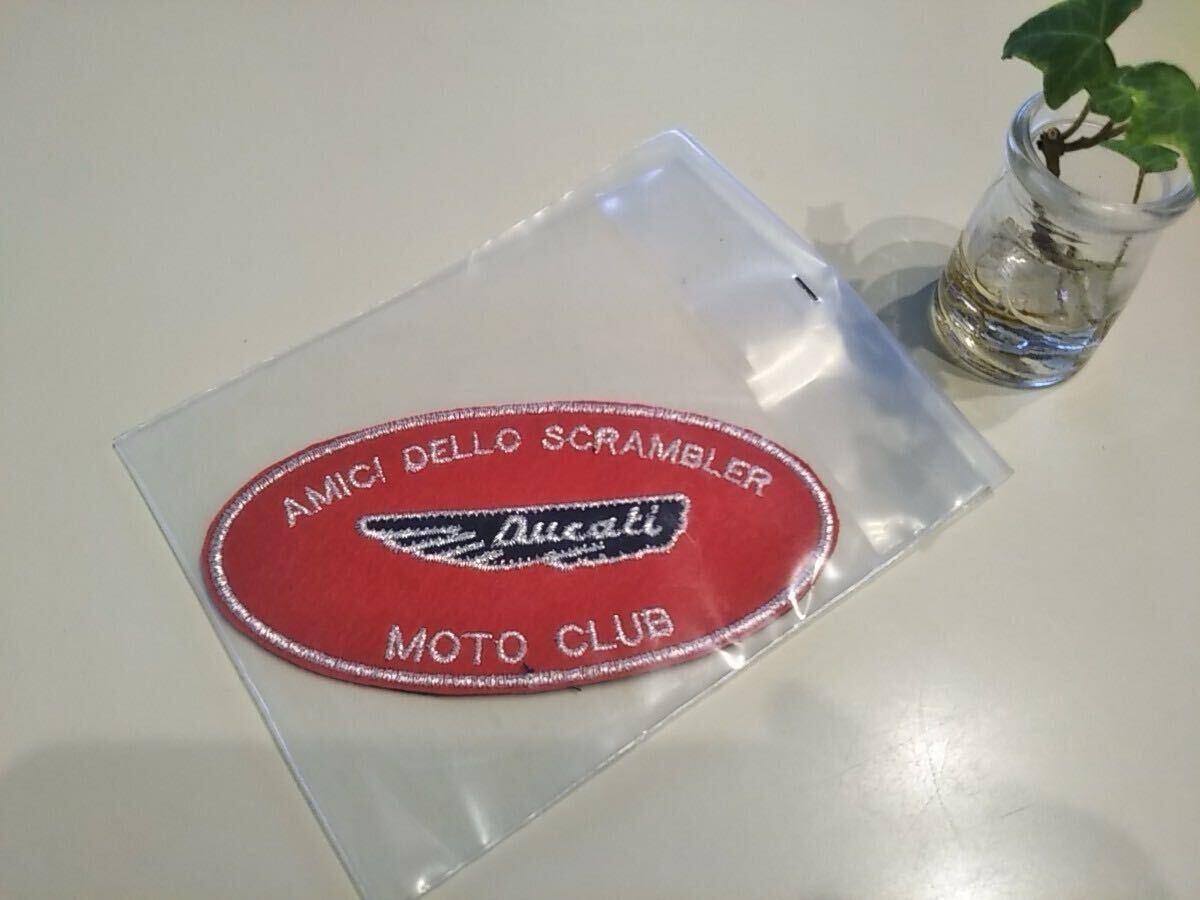 AMICI DELLO SCRAMBLER
Ducati
MOTO CLUB